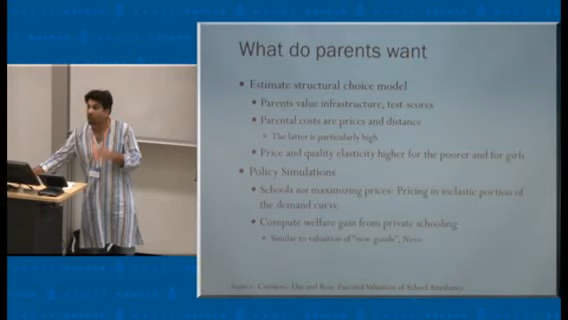 What do parents want
• Estimate structural choice model
• Parents value infrastructure, test-scores
• Parental costs are prices and distance
• The latter is particularly high
• Price and quality elasticity higher for the poorer and for girls
• Policy Simulations
• Schools not maximizing prices: Pricing in inelastic portion of
the demand curve
• Compute welfare gain from private schooling
• Similar to valuation of "new goods", Nevo
Source: Das and Parental Valuation of School Attributes